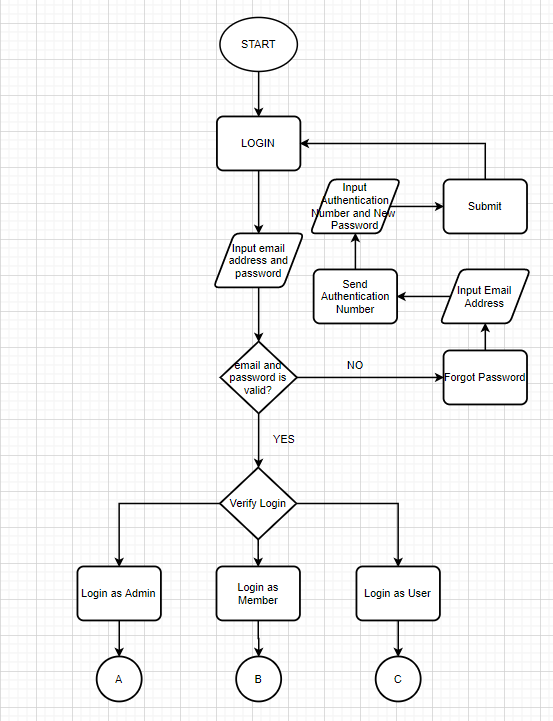 START
LOGIN
Input
Authentication
Number and New
Password
Submit
Input email
address and
password
Send
Authentication
Number
Input Email
Address
email and
password is
valid?
NO
Forgot Password
YES
Verify Login
Login as Admin
Login as
Member
Login as User
A
B
C